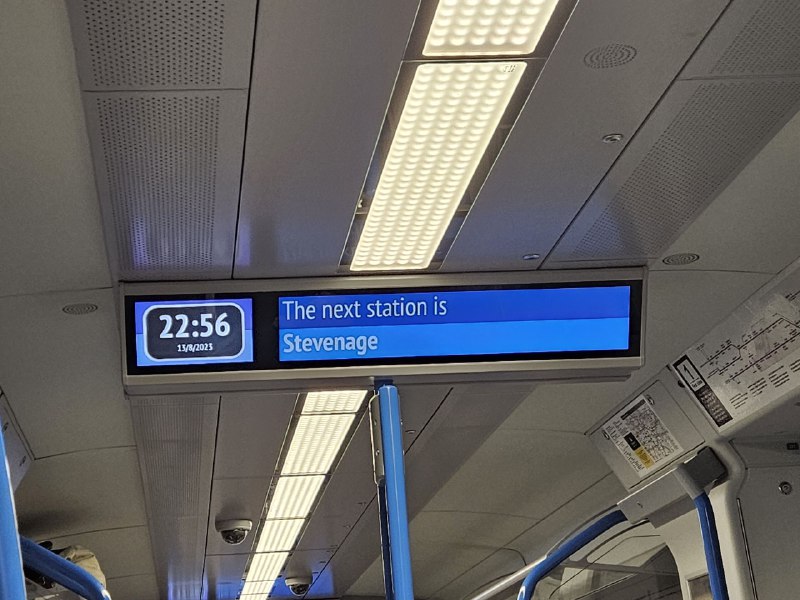 22:56
13/8/2023
The next station is
Stevenage